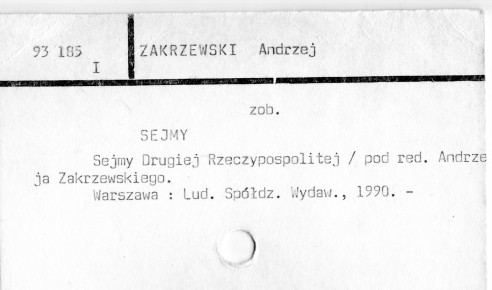 93 185 ZAKRZEWSKI Andrzej
I
zob.
SEJMY
Sejmy Drugiej Rzeczypospolitej / pod red. Andrze
ja Zakrzewskiego.
Warszawa : Lud. Spółdz. Wydaw., 1990. -